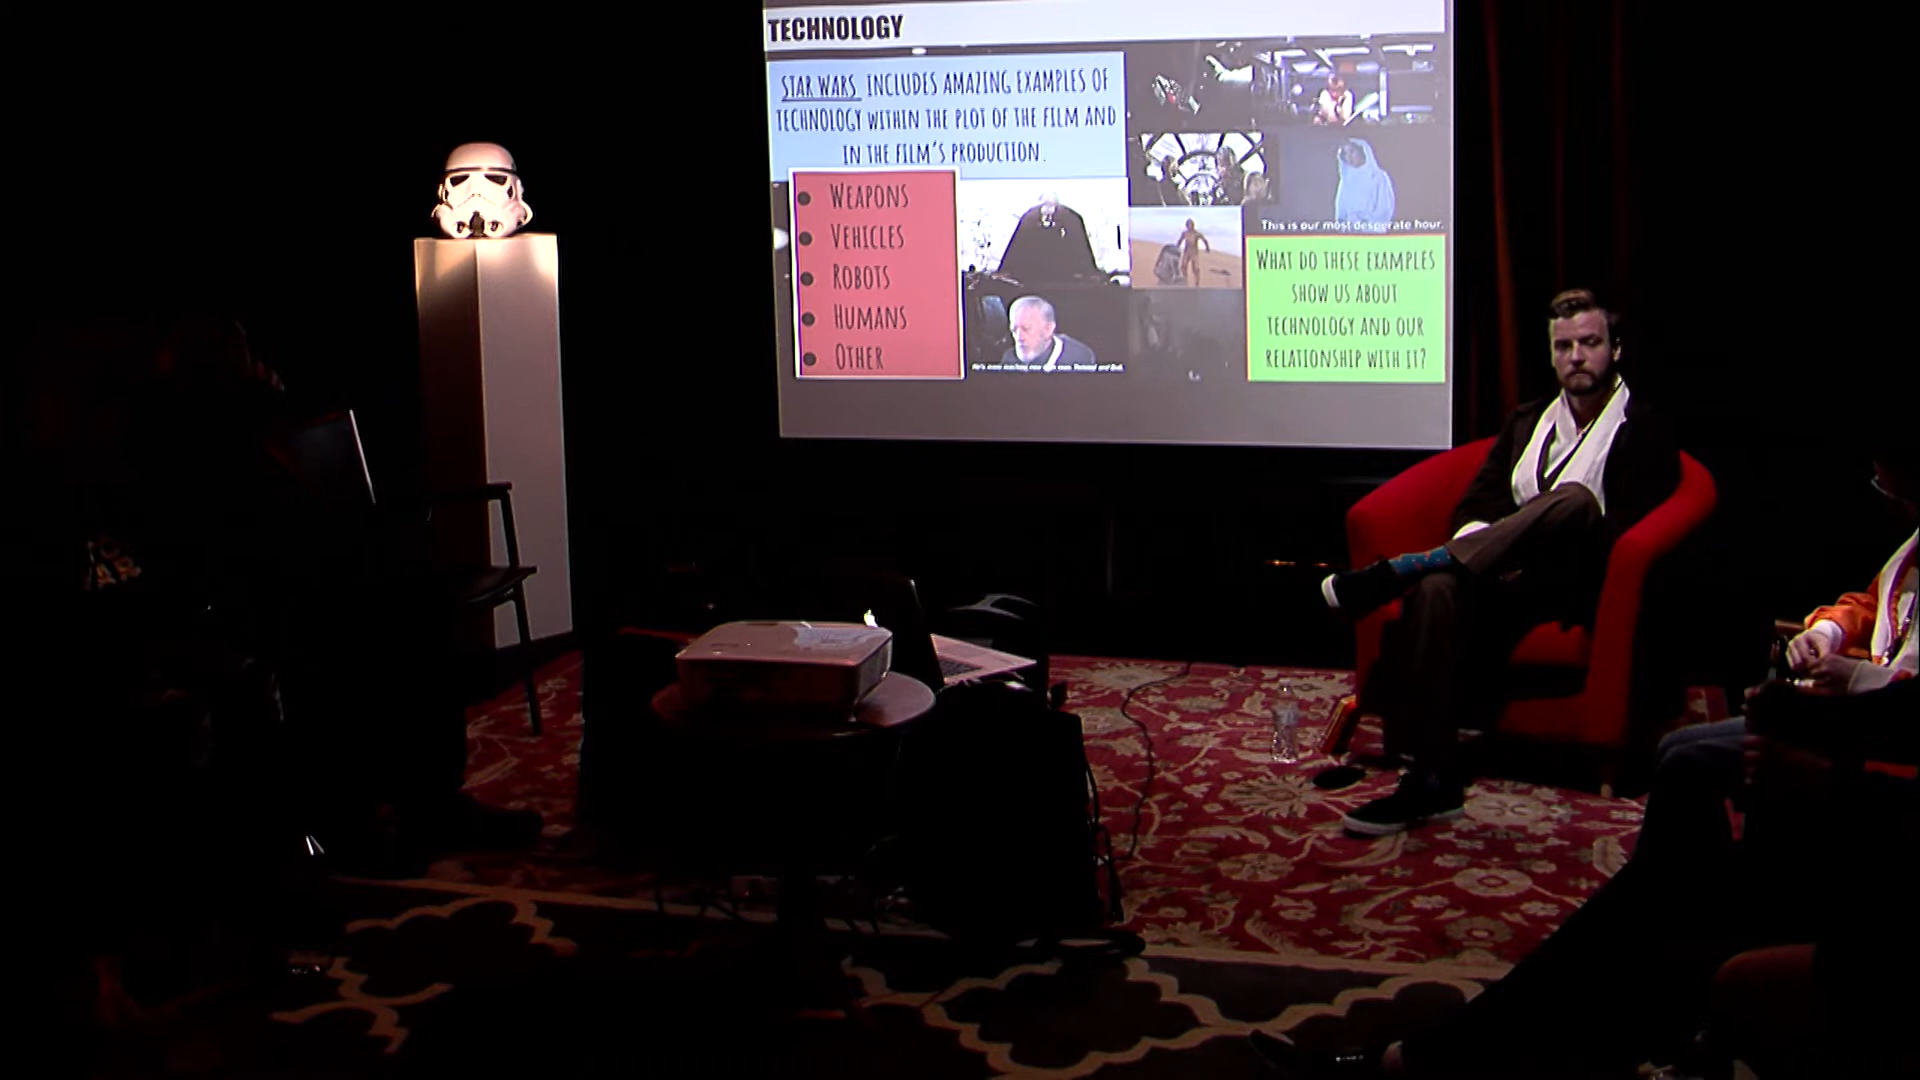 TECHNOLOGY
STAR WARS INCLUDES AMAZING EXAMPLES OF
TECHNOLOGY WITHIN THE PLOT OF THE FILM AND
IN THE FILM'S PRODUCTION.
WEAPONS
VEHICLES
ROBOTS
HUMANS
OTHER
This is our most desperate hour.
WHAT DO THESE EXAMPLES
SHOW US ABOUT
TECHNOLOGY AND OUR
RELATIONSHIP WITH IT?